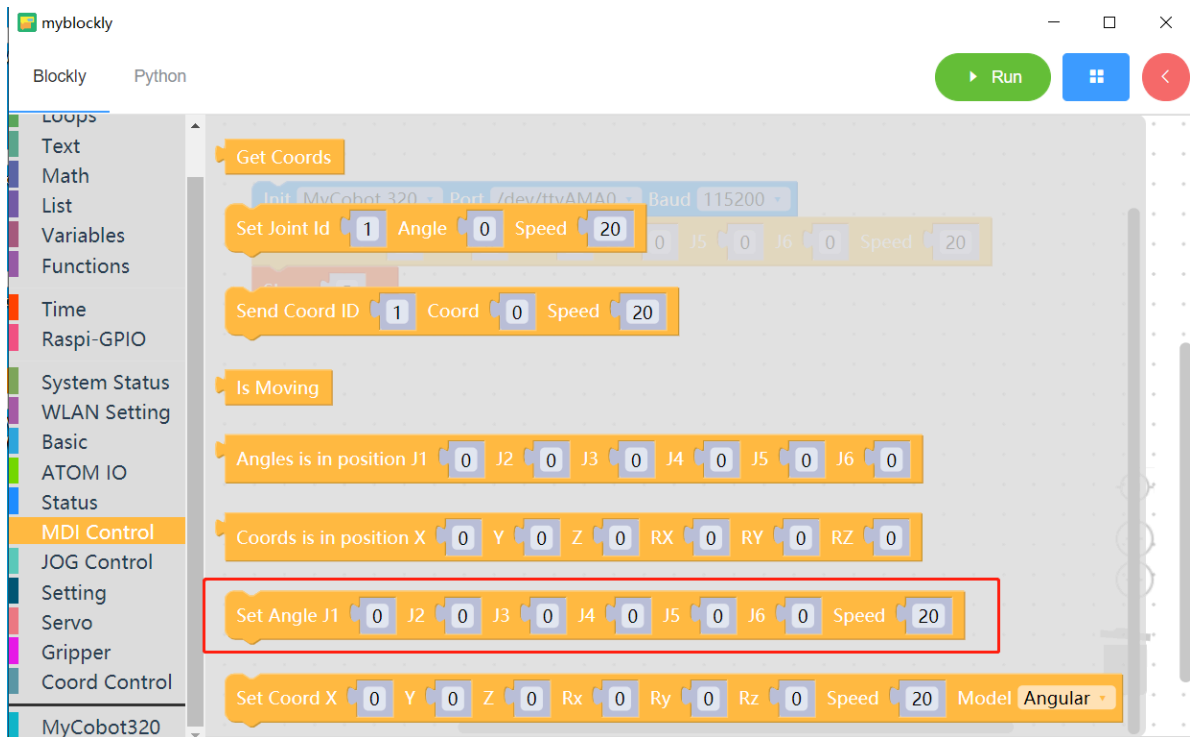 myblockly
Blockly Python
Run
Loops
Text
Math
List
Variables
Functions
Time
Raspi-GPIO
System Status
WLAN Setting
Basic
ATOM IO
Status
MDI Control
JOG Control
Setting
Servo
Gripper
Coord Control
MyCobot320
Get Coords
Init MyCobot 320 Port /dev/ttyAMA0 Baud 115200
Set Joint Id 1 Angle 0 Speed 20
0 J5 0 J6 0 Speed 20
Send Coord ID 1 Coord 0 Speed 20
Is Moving
Angles is in position J1 0 J2 0 J3 0 J4 0 J5 0 J6 0
Coords is in position X 0 Y 0 Z 0 RX 0 RY 0 RZ 0
Set Angle J1 0 J2 0 J3 0 J4 0 J5 0 J6 0 Speed 20
Set Coord X 0 Y 0 Z 0 Rx 0 Ry 0 Rz 0 Speed 20 Model Angular